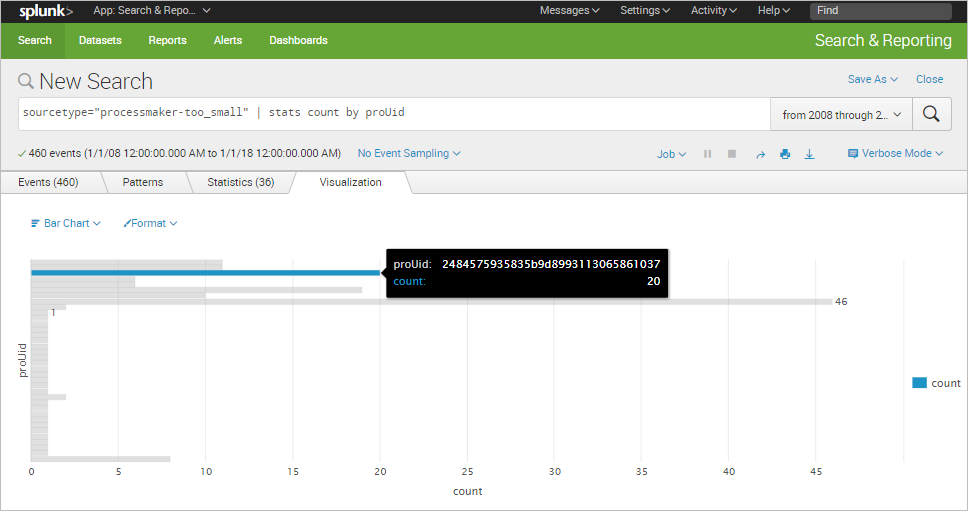 splunk> App: Search & Repo... Messages Settings Activity Help Find
Search Datasets Reports Alerts Dashboards Search & Reporting
New Search Save As Close
sourcetype="processmaker-too_small" | stats count by proUid from 2008 through 2...
✓ 460 events (1/1/08 12:00:00.000 AM to 1/1/18 12:00:00.000 AM) No Event Sampling Job Verbose Mode
Events (460) Patterns Statistics (36) Visualization
Bar Chart Format
proUid: 2484575935835b9d8993113065861037
count: 20
46
1
proUid
count
0 5 10 15 20 25 30 35 40 45
count